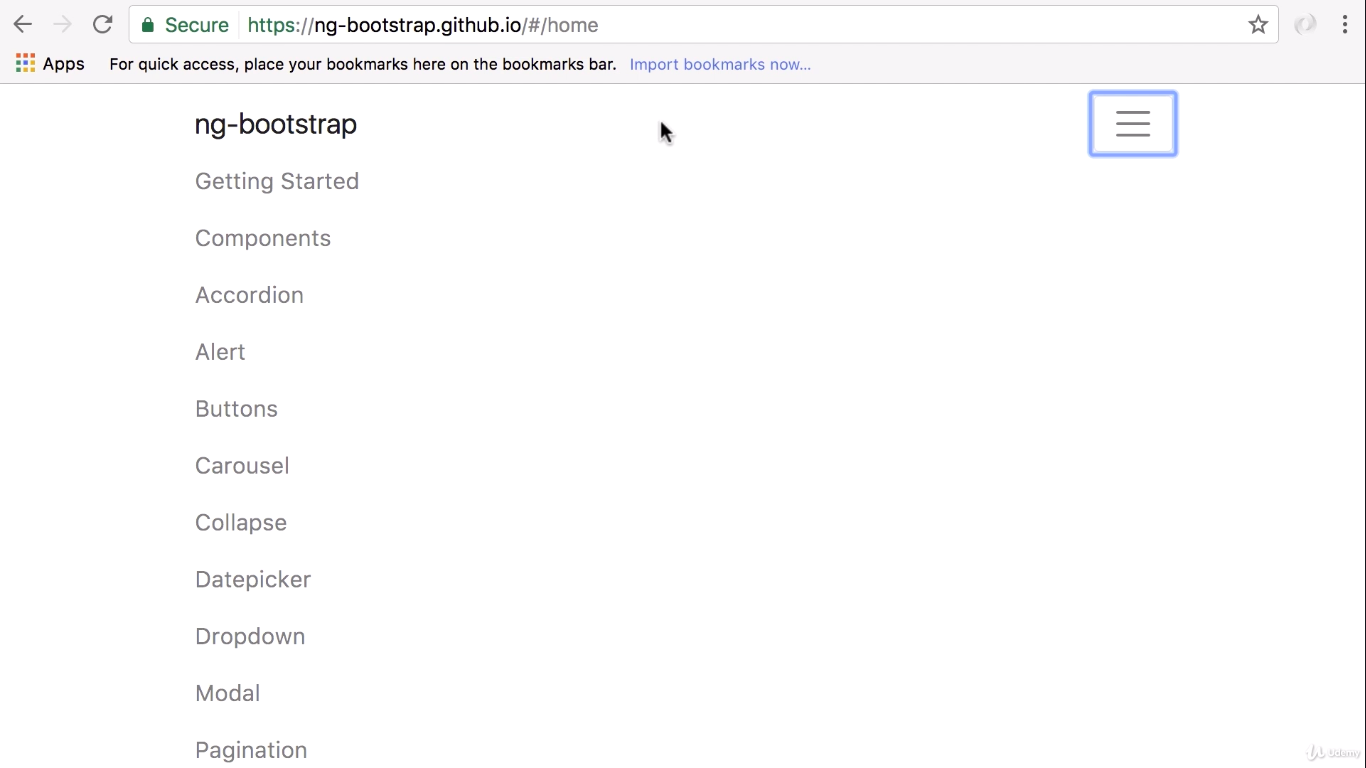 Secure https://ng-bootstrap.github.io/#/home
Apps For quick access, place your bookmarks here on the bookmarks bar. Import bookmarks now...
ng-bootstrap
Getting Started
Components
Accordion
Alert
Buttons
Carousel
Collapse
Datepicker
Dropdown
Modal
Pagination
Udemy